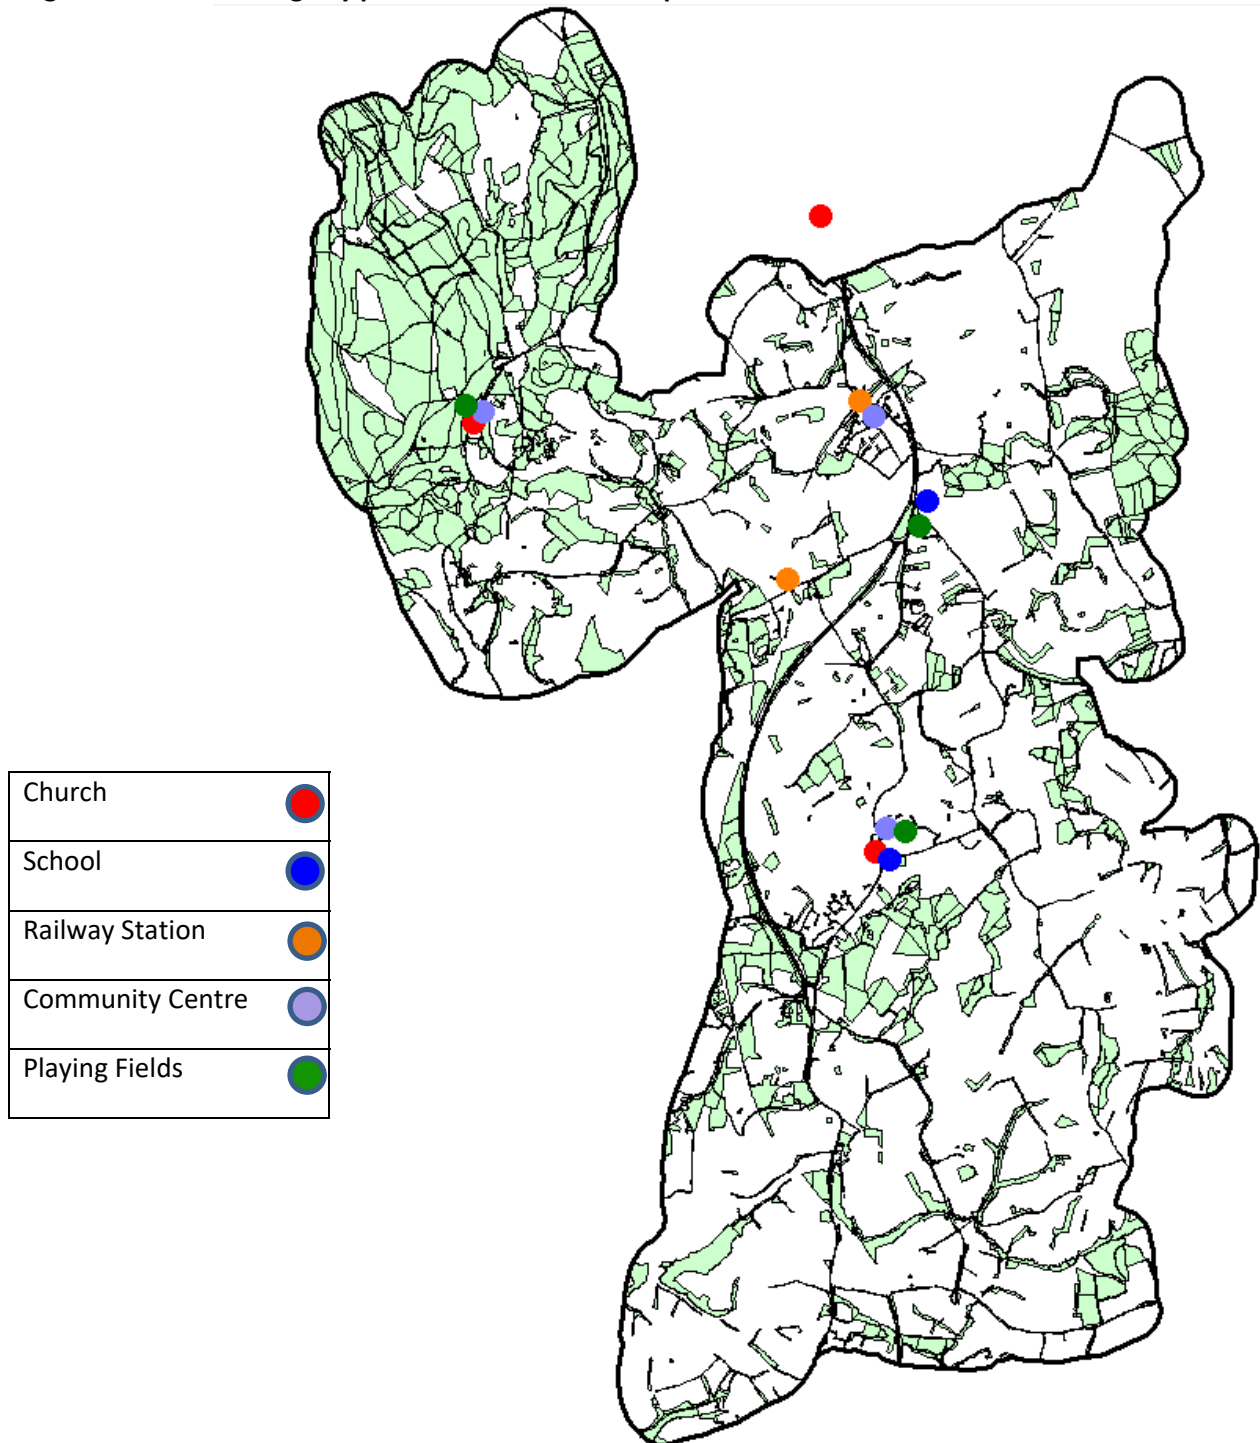 Church
School
Railway Station
Community Centre
Playing Fields